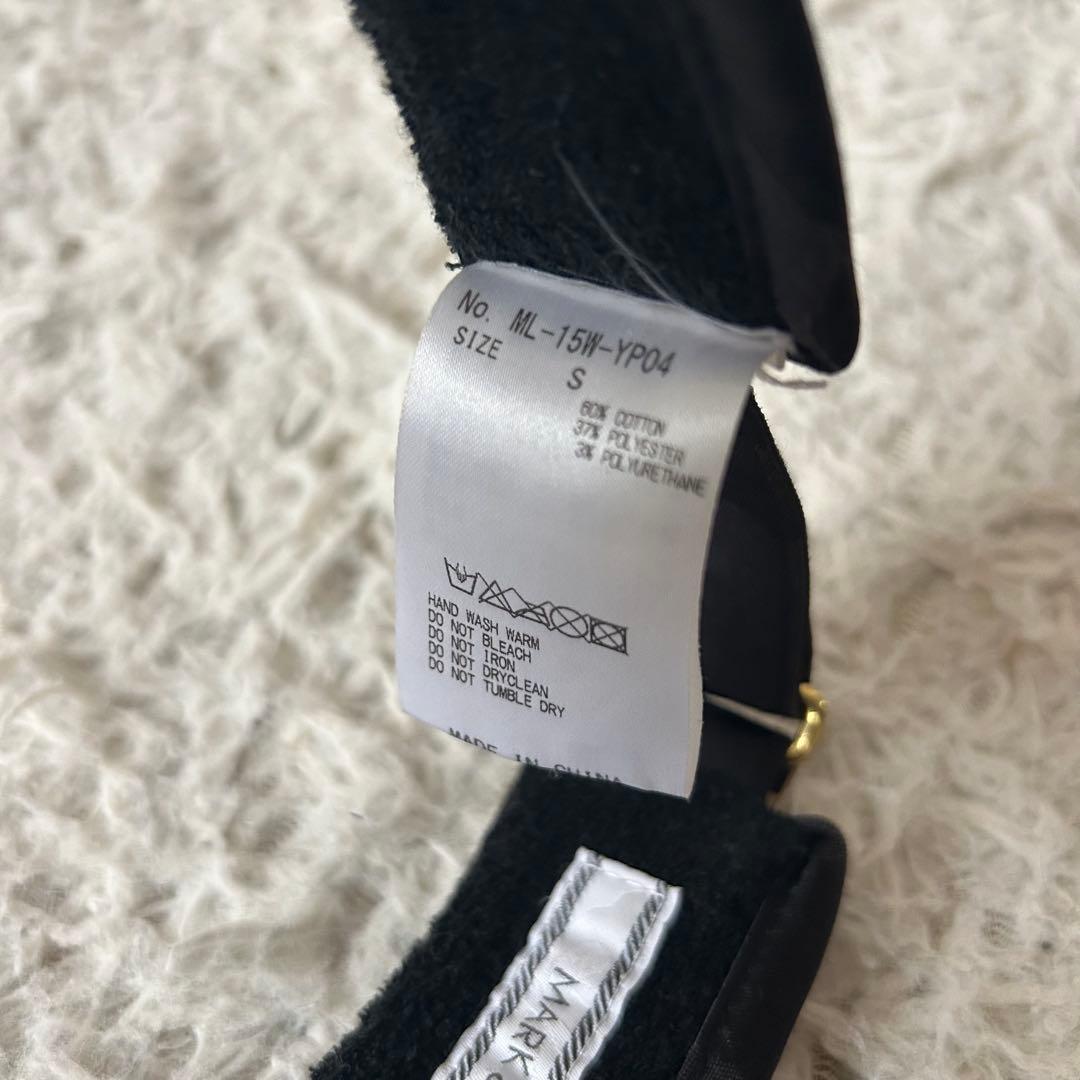 No. ML-15W-YP04
SIZE S
60% COTTON
37% POLYESTER
3% POLYURETHANE
HAND WASH WARM
DO NOT BLEACH
DO NOT IRON
DO NOT DRYCLEAN
DO NOT TUMBLE DRY
MADE IN CHINA
MARK